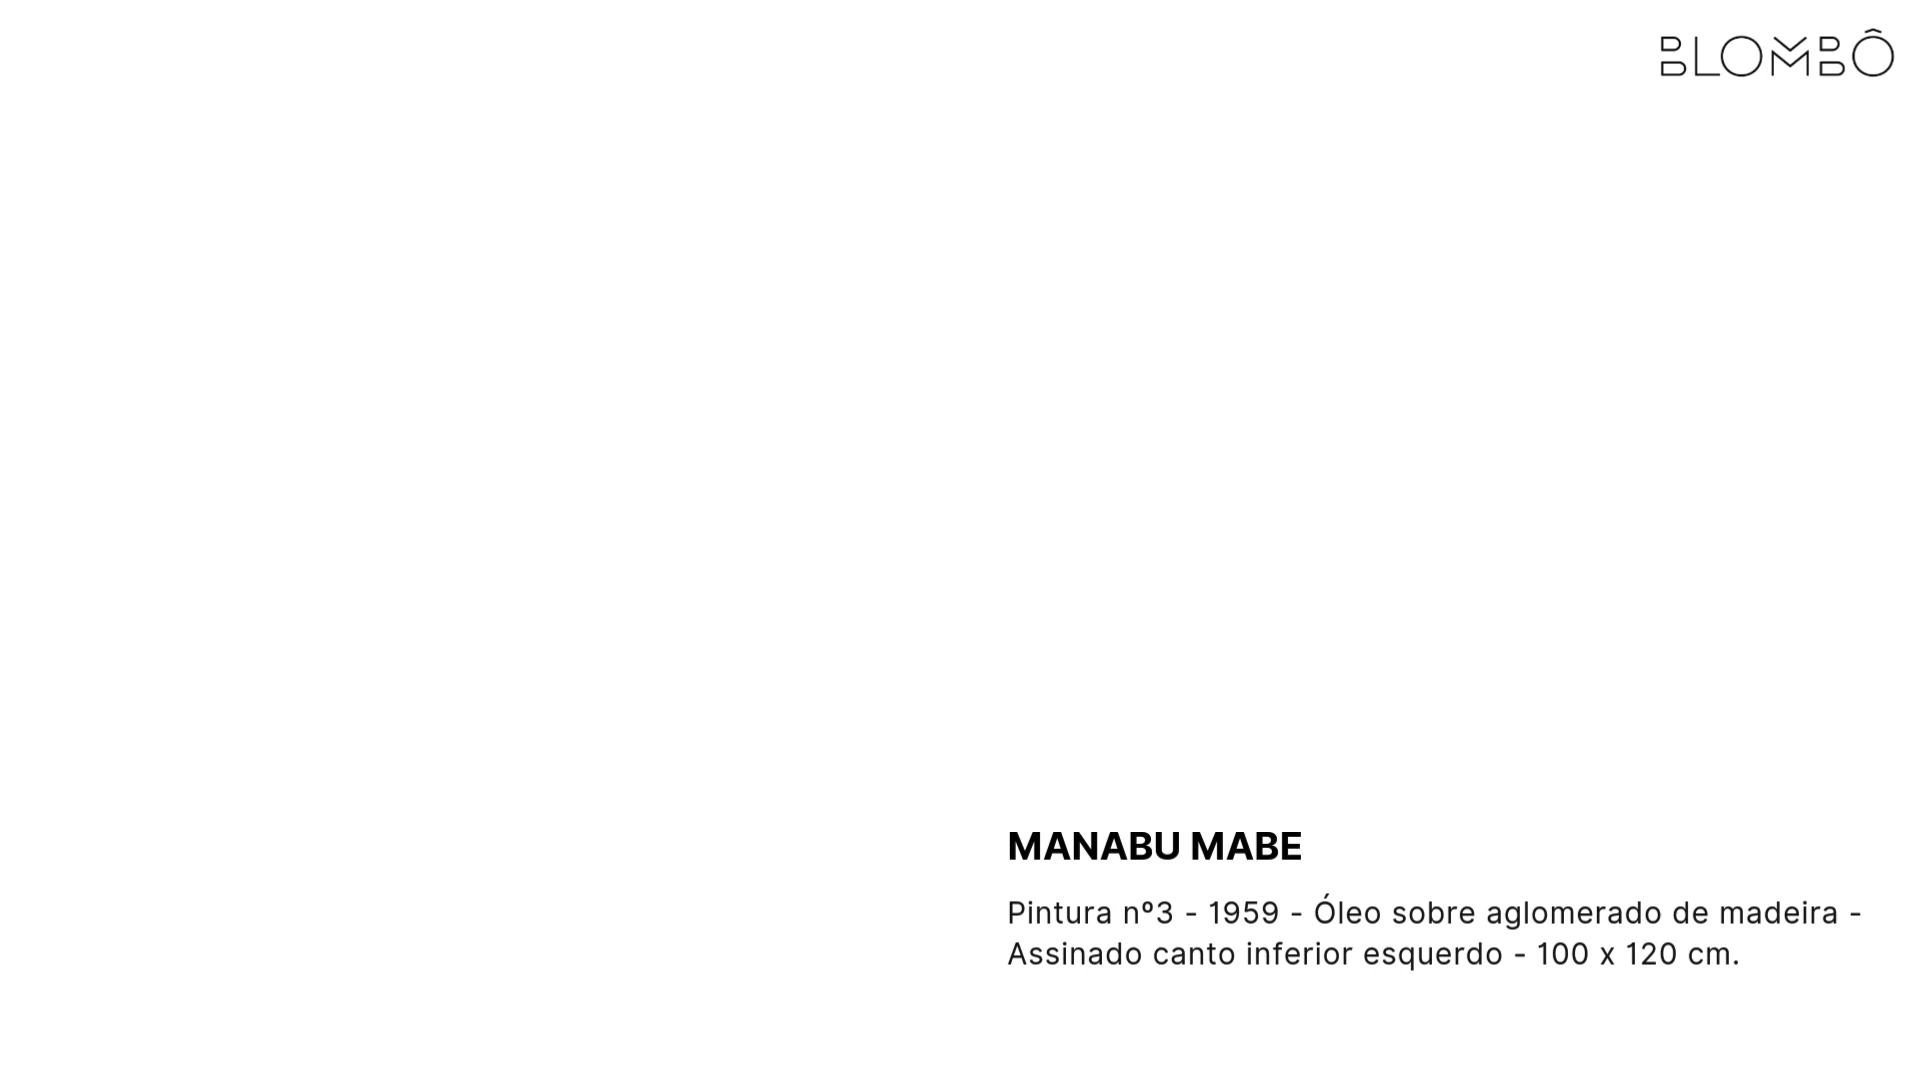 BLOMBÔ
MANABU MABE
Pintura nº3 - 1959 - Óleo sobre aglomerado de madeira -
Assinado canto inferior esquerdo - 100 x 120 cm.